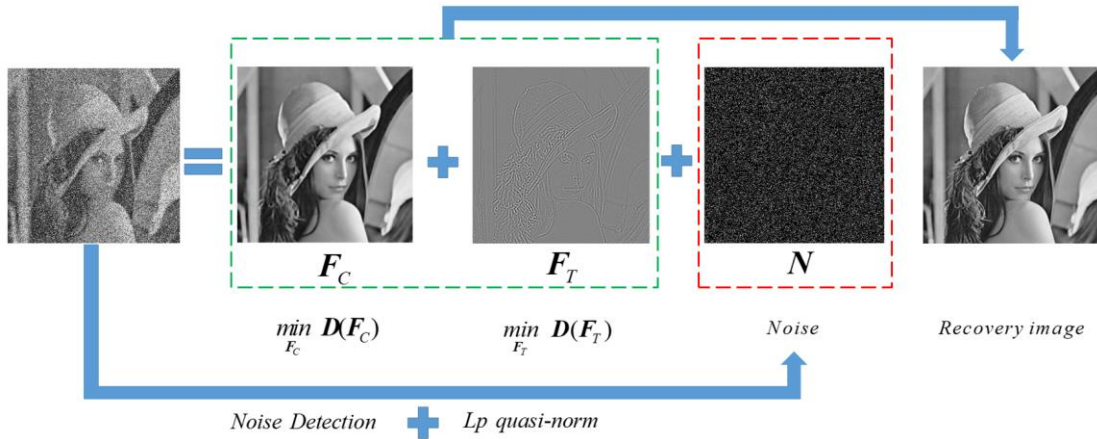 F_C
F_T
N
min_{F_C} D(F_C)
min_{F_T} D(F_T)
Noise
Recovery image
Noise Detection
Lp quasi-norm